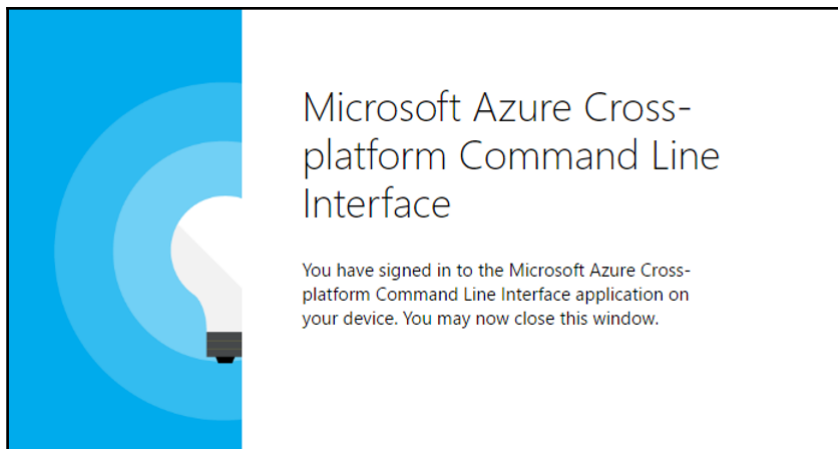 Microsoft Azure Cross-
platform Command Line
Interface
You have signed in to the Microsoft Azure Cross-
platform Command Line Interface application on
your device. You may now close this window.